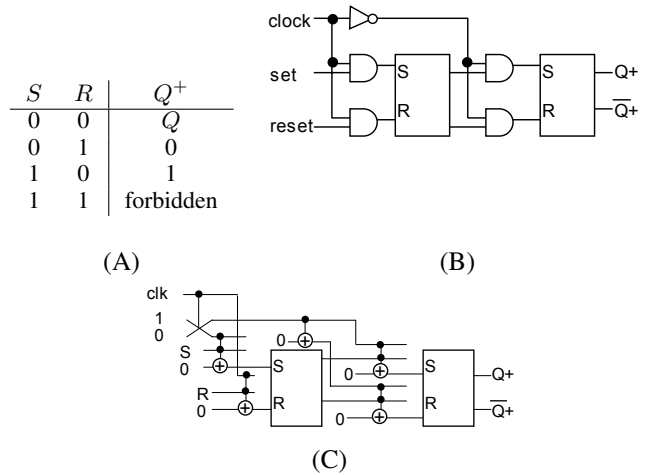 S R Q+
0 0 Q
0 1 0
1 0 1
1 1 forbidden
(A)
clock
set
reset
S
R
S
R
Q+
Q̅+
(B)
clk
1
0
S
0
R
0
S
R
0
0
0
S
R
Q+
Q̅+
(C)